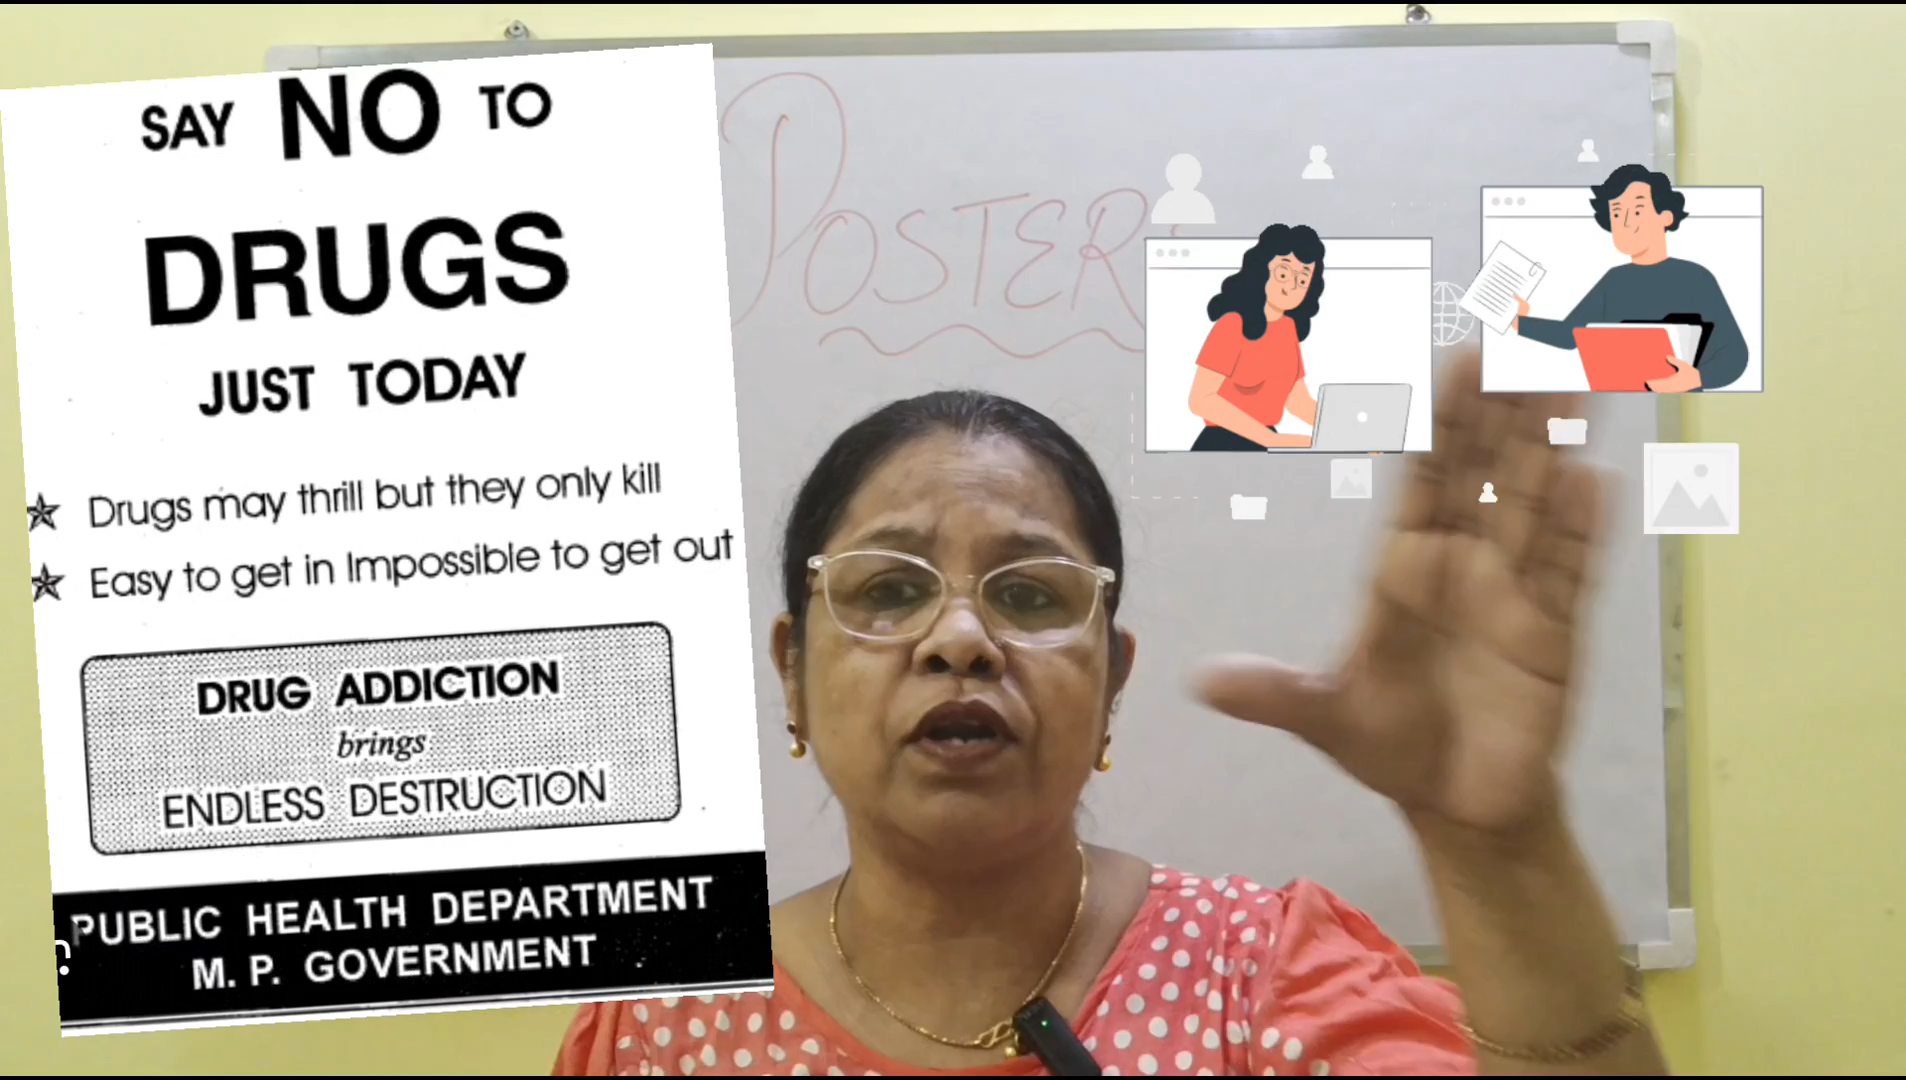 SAY NO TO
DRUGS
JUST TODAY
Drugs may thrill but they only kill
Easy to get in Impossible to get out
DRUG ADDICTION
brings
ENDLESS DESTRUCTION
PUBLIC HEALTH DEPARTMENT
M. P. GOVERNMENT
POSTER